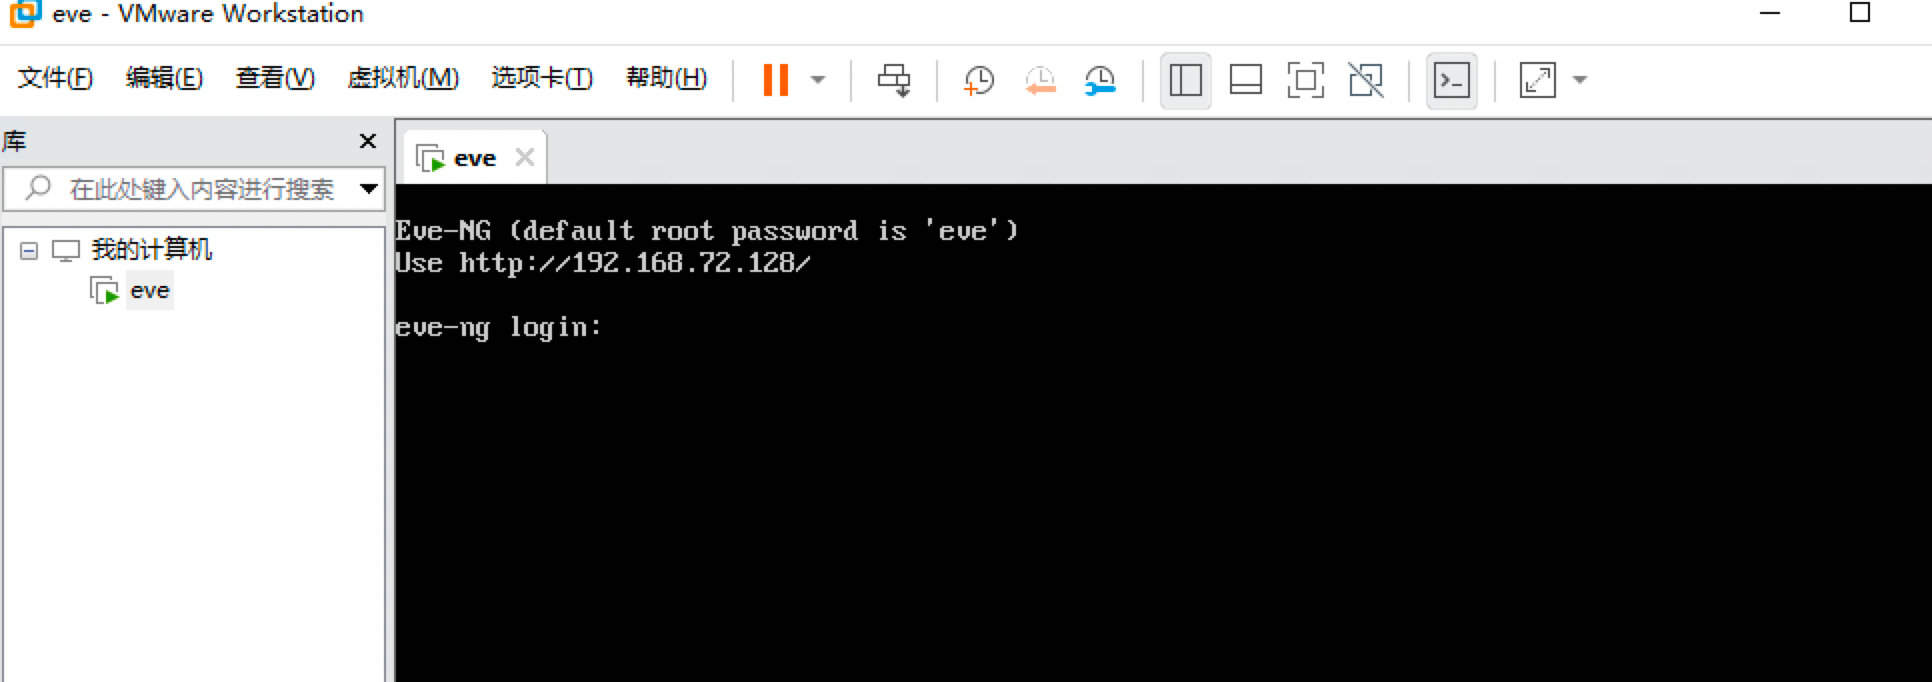 eve - VMware Workstation
文件(F) 编辑(E) 查看(V) 虚拟机(M) 选项卡(T) 帮助(H)
库
在此处键入内容进行搜索
我的计算机
eve
eve
Eve-NG (default root password is 'eve')
Use http://192.168.72.128/
eve-ng login: